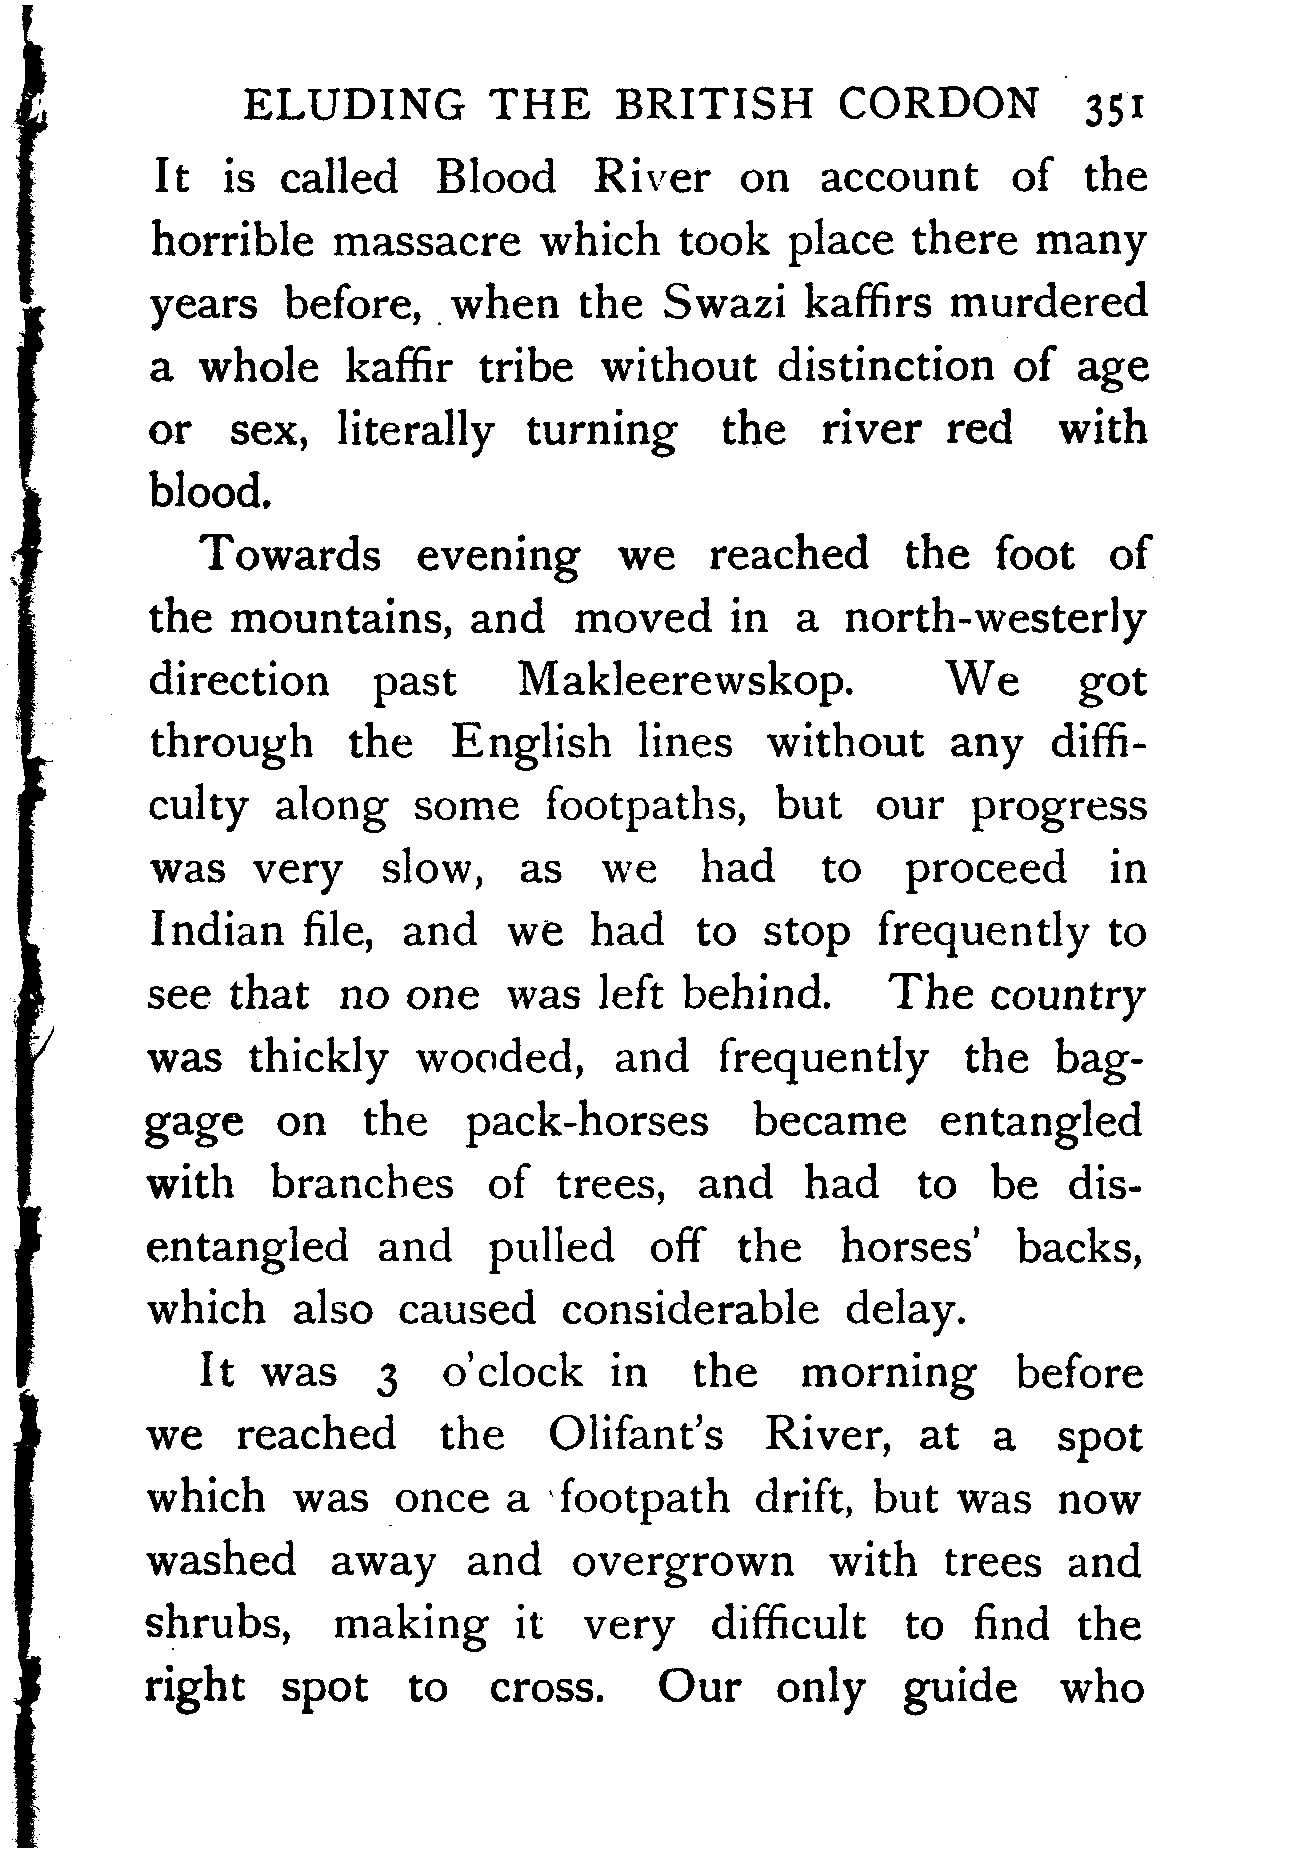 ELUDING THE BRITISH CORDON 351
It is called Blood River on account of the
horrible massacre which took place there many
years before, when the Swazi kaffirs murdered
a whole kaffir tribe without distinction of age
or sex, literally turning the river red with
blood.
Towards evening we reached the foot of
the mountains, and moved in a north-westerly
direction past Makleerewskop. We got
through the English lines without any diffi-
culty along some footpaths, but our progress
was very slow, as we had to proceed in
Indian file, and we had to stop frequently to
see that no one was left behind. The country
was thickly wooded, and frequently the bag-
gage on the pack-horses became entangled
with branches of trees, and had to be dis-
entangled and pulled off the horses' backs,
which also caused considerable delay.
It was 3 o'clock in the morning before
we reached the Olifant's River, at a spot
which was once a footpath drift, but was now
washed away and overgrown with trees and
shrubs, making it very difficult to find the
right spot to cross. Our only guide who